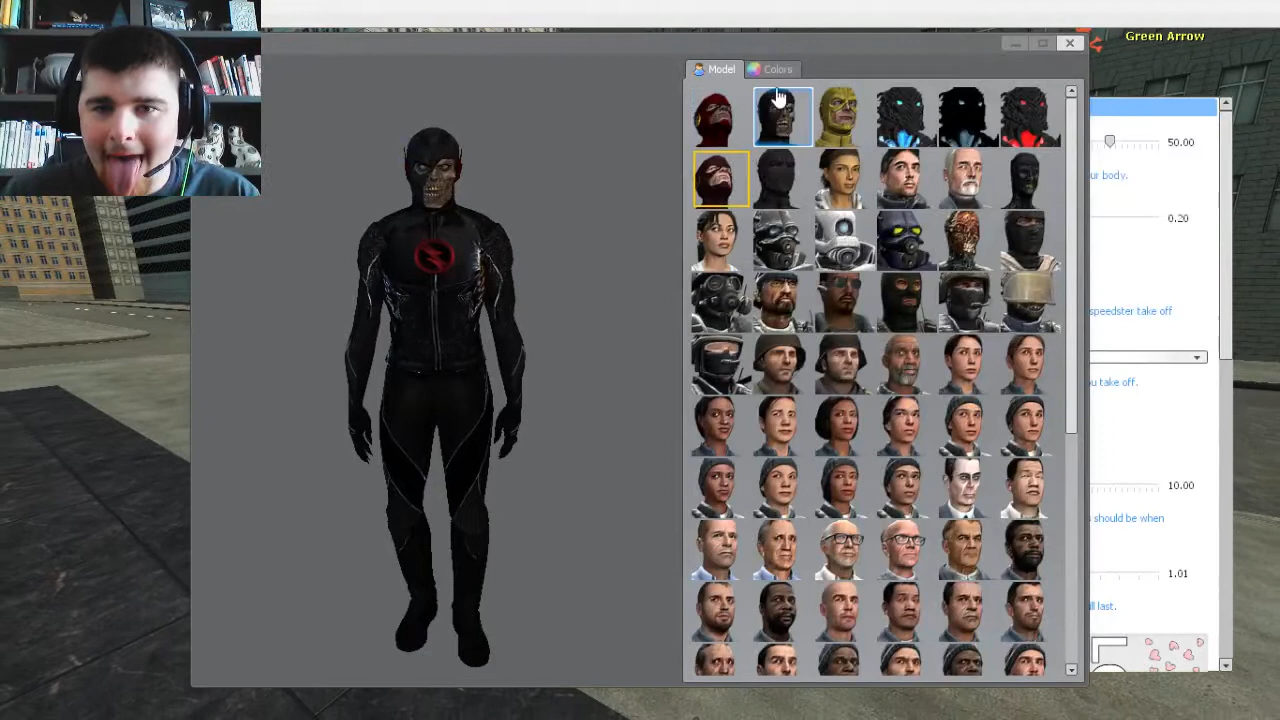 Green Arrow
Model
Colors
50.00
ur body.
0.20
speedster take off
u take off.
10.00
s should be when
1.01
ll last.